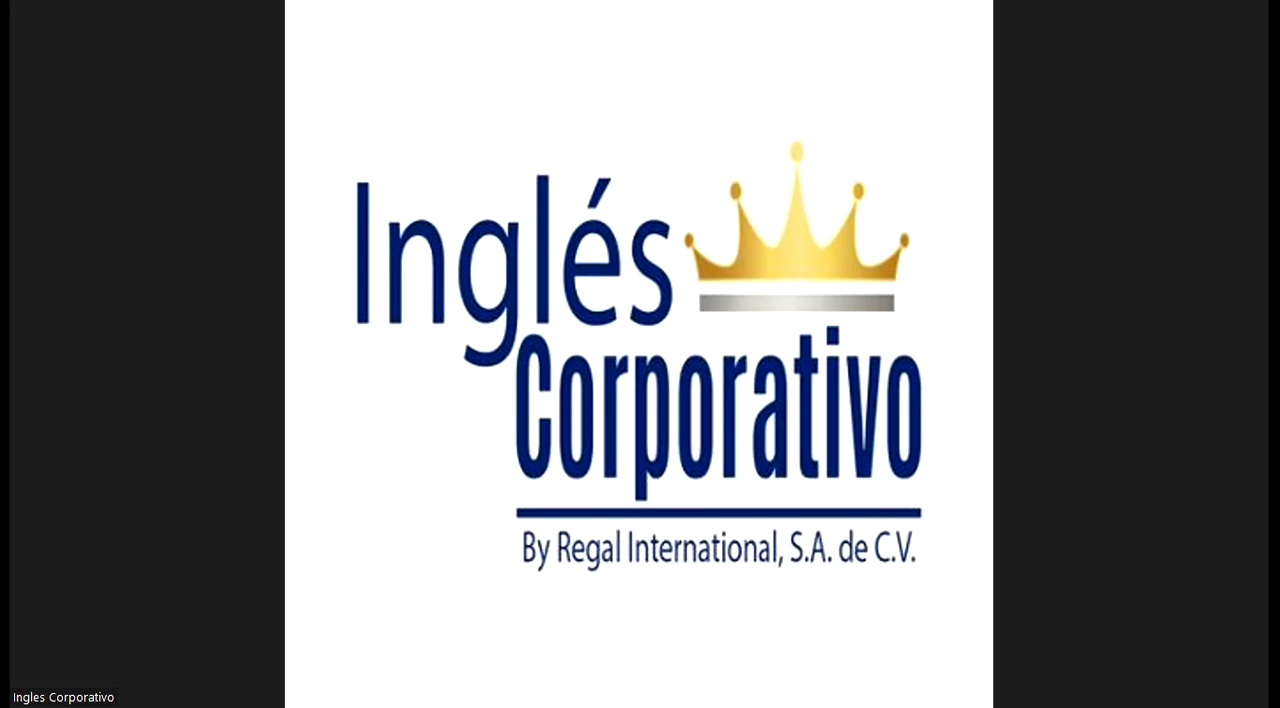 Inglés
Corporativo
By Regal International, S.A. de C.V.
Ingles Corporativo